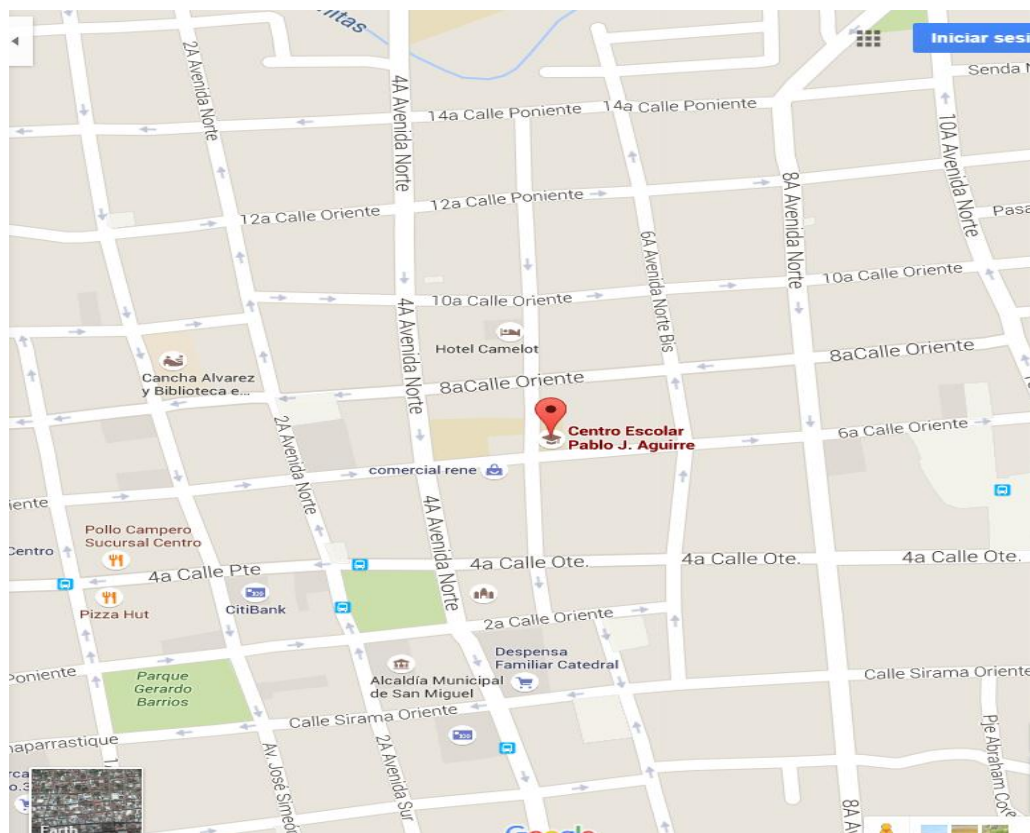 nitas
Iniciar sesi
Senda N
2A Avenida Norte
4A Avenida Norte
14a Calle Poniente
14a Calle Poniente
10A Avenida Norte
8A Avenida Norte
12a Calle Oriente
12a Calle Poniente
6A Avenida Norte Bis
Pasa
10a Calle Oriente
10a Calle Oriente
4A Avenida Norte
Hotel Camelot
8aCalle Oriente
Cancha Alvarez
y Biblioteca e...
8aCalle Oriente
Centro Escolar
Pablo J. Aguirre
6a Calle Oriente
2A Avenida Norte
comercial rene
iente
4A Avenida Norte
Pollo Campero
Sucursal Centro
Centro
4a Calle Pte
4a Calle Ote.
4a Calle Ote.
4a Calle Ote.
Pizza Hut
CitiBank
2a Calle Oriente
Despensa
Familiar Catedral
Poniente
Parque
Gerardo
Barrios
Alcaldía Municipal
de San Miguel
Calle Sirama Oriente
Calle Sirama Oriente
naparrastique
Av. José Simeón
2A Avenida Sur
Pje Abraham Coré
8A
Earth
Google